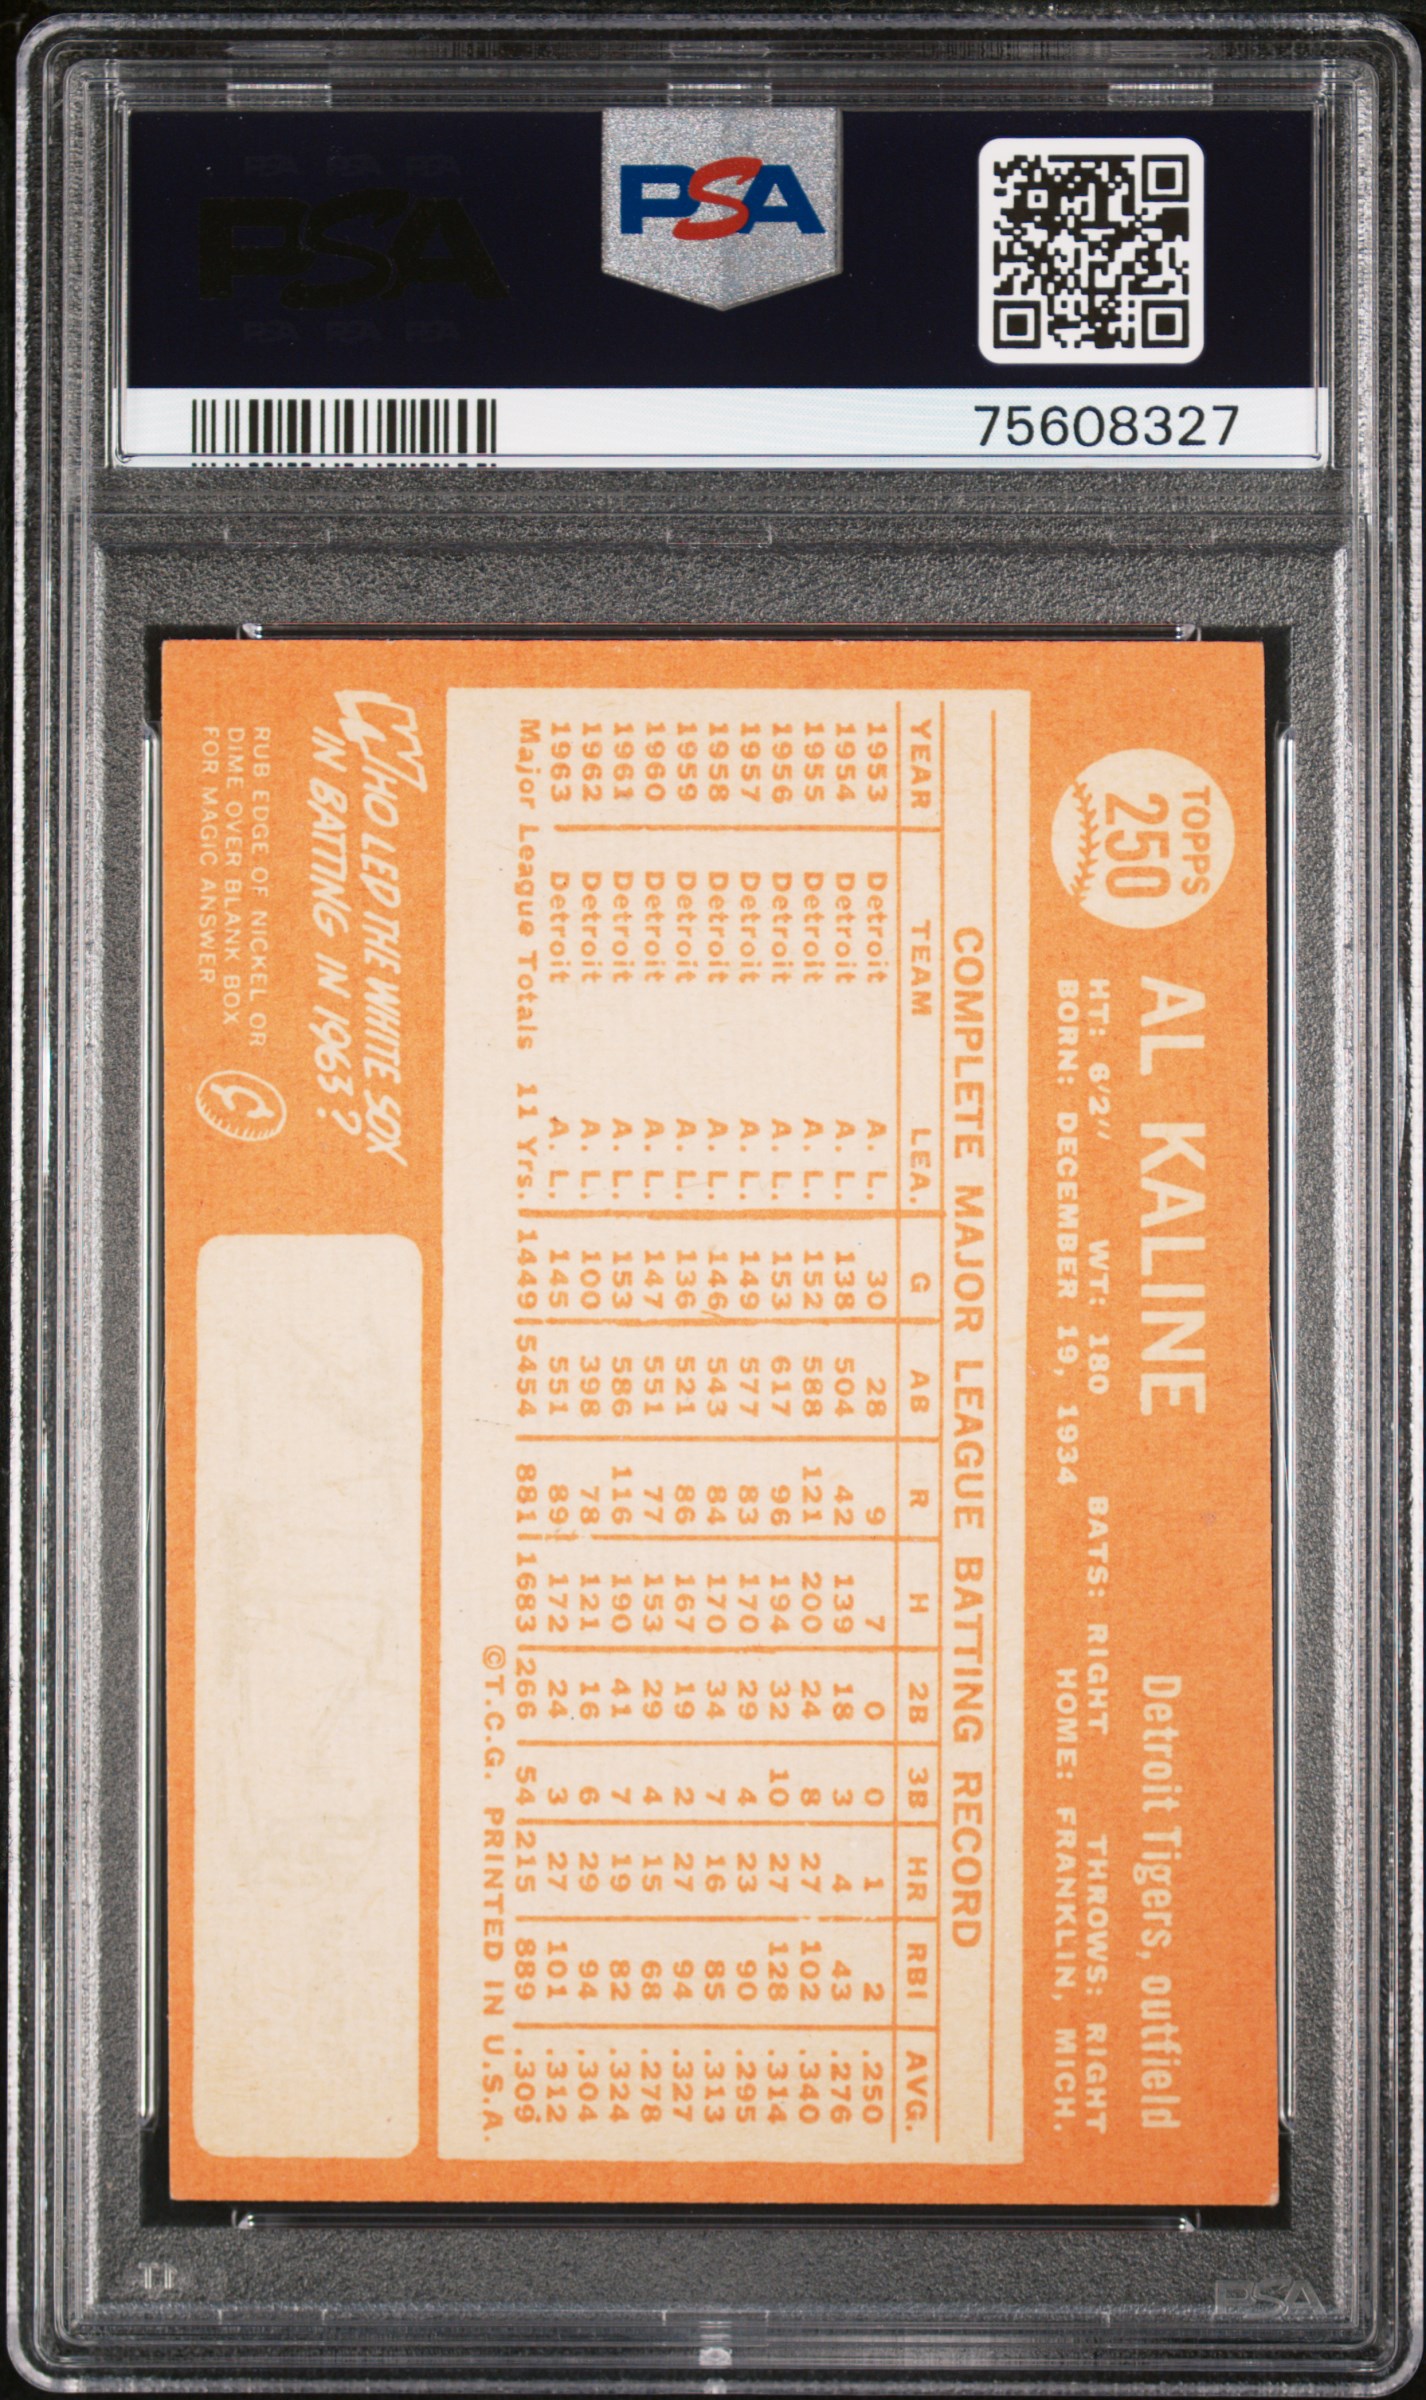 PSA PSA PSA
PSA
PSA PSA PSA
PSA
75608327
TOPPS
250
AL KALINE
Detroit Tigers, outfield
HT: 6'2" WT: 180 BATS: RIGHT THROWS: RIGHT
BORN: DECEMBER 19, 1934 HOME: FRANKLIN, MICH.
COMPLETE MAJOR LEAGUE BATTING RECORD
YEAR TEAM LEA. G AB R H 2B 3B HR RBI AVG.
1953 Detroit A. L. 30 28 9 7 0 0 1 2 .250
1954 Detroit A. L. 138 504 42 139 18 3 4 43 .276
1955 Detroit A. L. 152 588 121 200 24 8 27 102 .340
1956 Detroit A. L. 153 617 96 194 32 10 27 128 .314
1957 Detroit A. L. 149 577 83 170 29 4 23 90 .295
1958 Detroit A. L. 146 543 84 170 34 7 16 85 .313
1959 Detroit A. L. 136 521 86 167 19 2 27 94 .327
1960 Detroit A. L. 147 551 77 153 29 4 15 68 .278
1961 Detroit A. L. 153 586 116 190 41 7 19 82 .324
1962 Detroit A. L. 100 398 78 121 16 6 29 94 .304
1963 Detroit A. L. 145 551 89 172 24 3 27 101 .312
Major League Totals 11 Yrs. 1449 5454 881 1683 266 54 215 889 .309
©T.C.G. PRINTED IN U.S.A.
WHO LED THE WHITE SOX
IN BATTING IN 1963?
RUB EDGE OF NICKEL OR
DIME OVER BLANK BOX
FOR MAGIC ANSWER
PSA